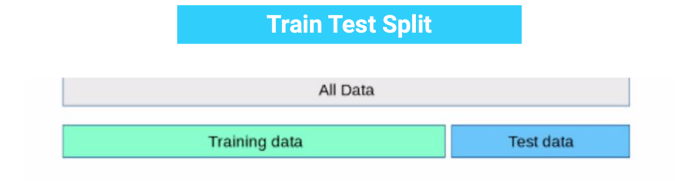 Train Test Split
All Data
Training data
Test data